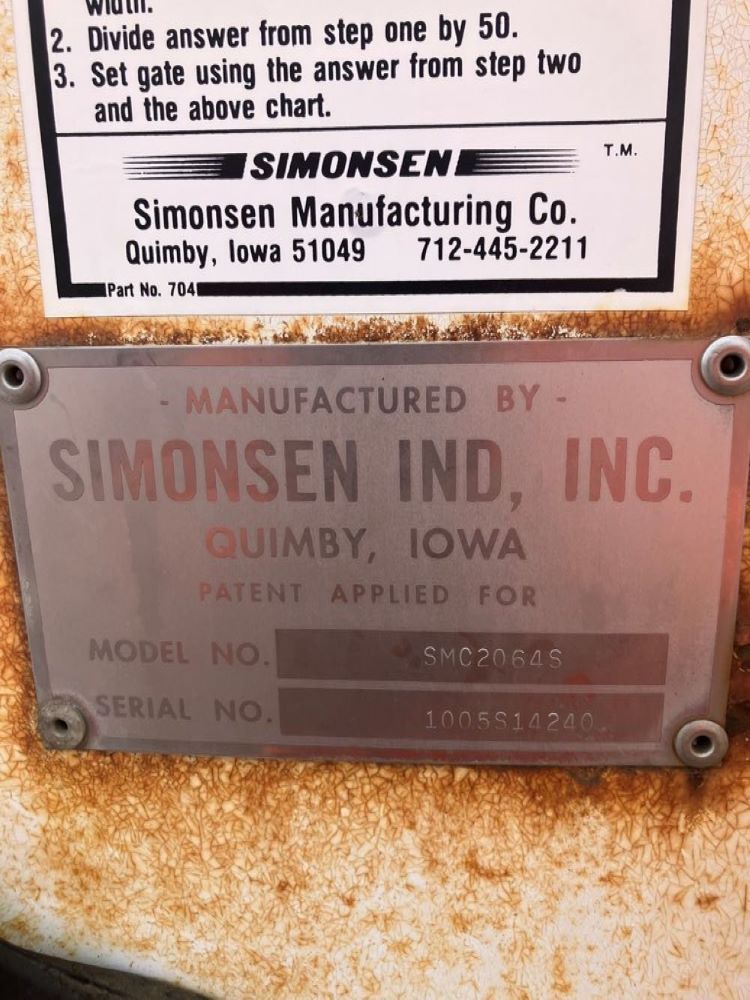 width.
2. Divide answer from step one by 50.
3. Set gate using the answer from step two
and the above chart.
SIMONSEN T.M.
Simonsen Manufacturing Co.
Quimby, Iowa 51049 712-445-2211
Part No. 704
- MANUFACTURED BY -
SIMONSEN IND, INC.
QUIMBY, IOWA
PATENT APPLIED FOR
MODEL NO. SMC2064S
SERIAL NO. 1005S14240